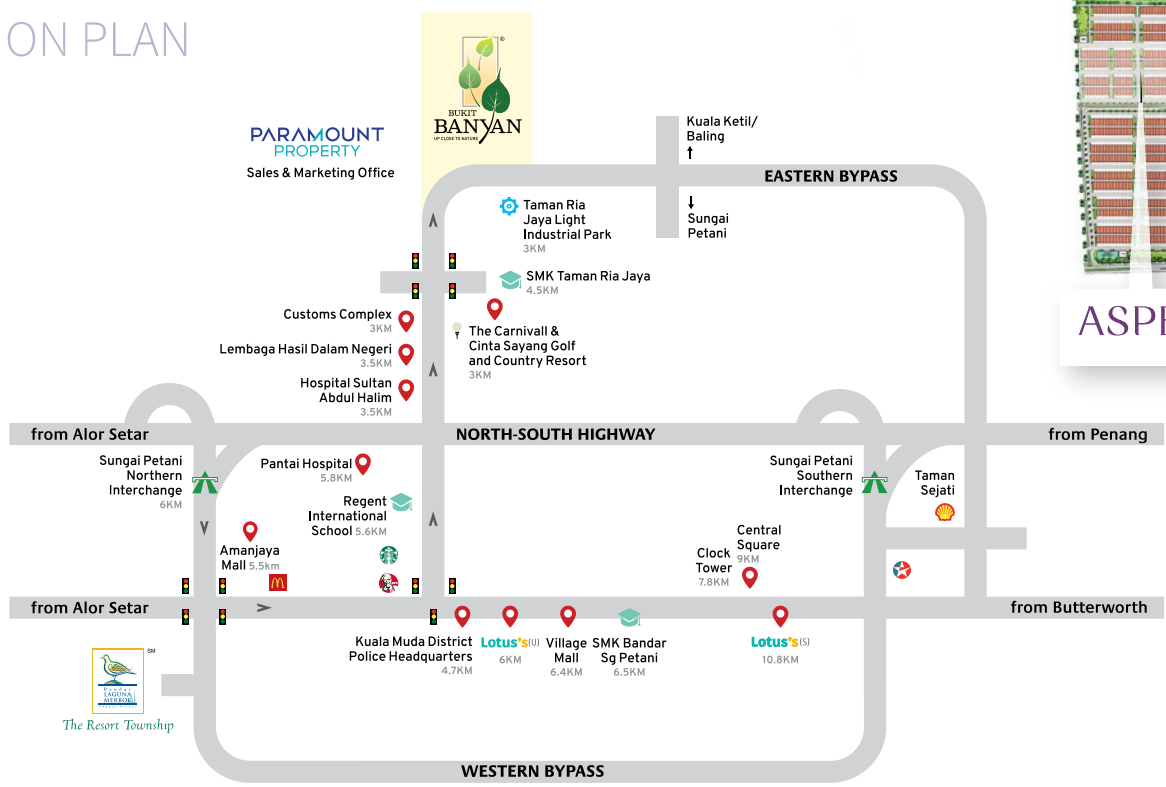 ON PLAN
PARAMOUNT
PROPERTY
Sales & Marketing Office
®
BUKIT
BANYAN
UP CLOSE TO NATURE
Kuala Ketil/
Baling
EASTERN BYPASS
Sungai
Petani
Taman Ria
Jaya Light
Industrial Park
3KM
SMK Taman Ria Jaya
4.5KM
Customs Complex
3KM
Lembaga Hasil Dalam Negeri
3.5KM
Hospital Sultan
Abdul Halim
3.5KM
The Carnivall &
Cinta Sayang Golf
and Country Resort
3KM
ASPE
from Alor Setar
NORTH-SOUTH HIGHWAY
from Penang
Sungai Petani
Northern
Interchange
6KM
Pantai Hospital
5.8KM
Regent
International
School 5.6KM
Amanjaya
Mall 5.5km
Sungai Petani
Southern
Interchange
Taman
Sejati
Central
Square
9KM
Clock
Tower
7.8KM
from Alor Setar
from Butterworth
Kuala Muda District
Police Headquarters
4.7KM
Lotus's(U)
6KM
Village
Mall
6.4KM
SMK Bandar
Sg Petani
6.5KM
Lotus's(S)
10.8KM
SM
Bandar
LAGUNA
MERBOK
The Resort Township
WESTERN BYPASS